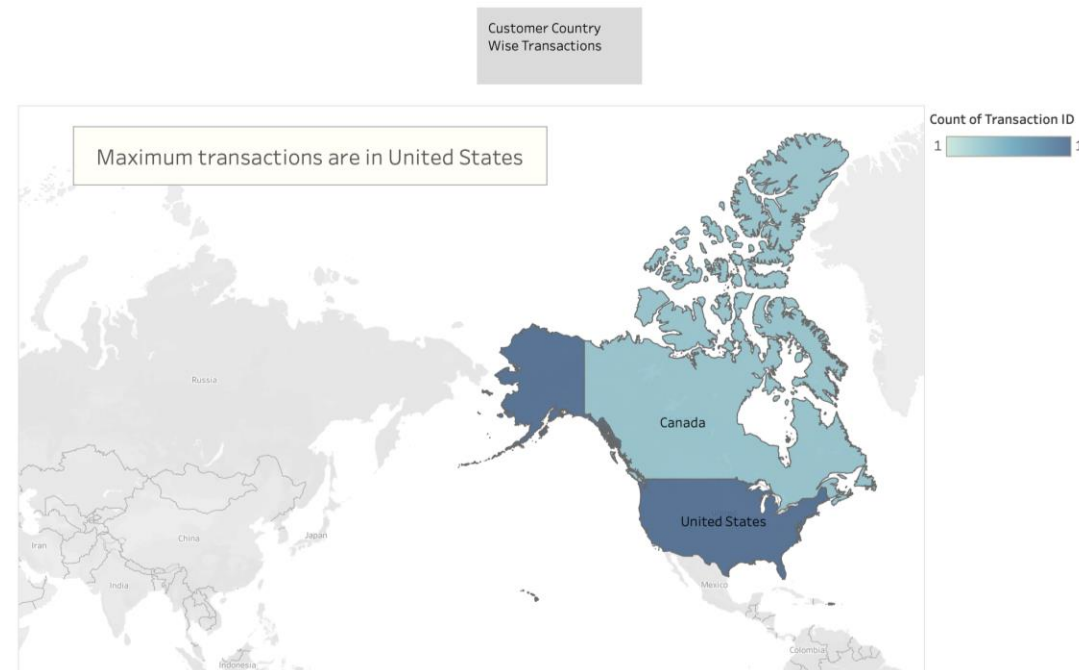 Customer Country
Wise Transactions
Maximum transactions are in United States
Count of Transaction ID
1
Russia
Canada
United States
Iran
China
Japan
India
Mexico
Colombia
Indonesia